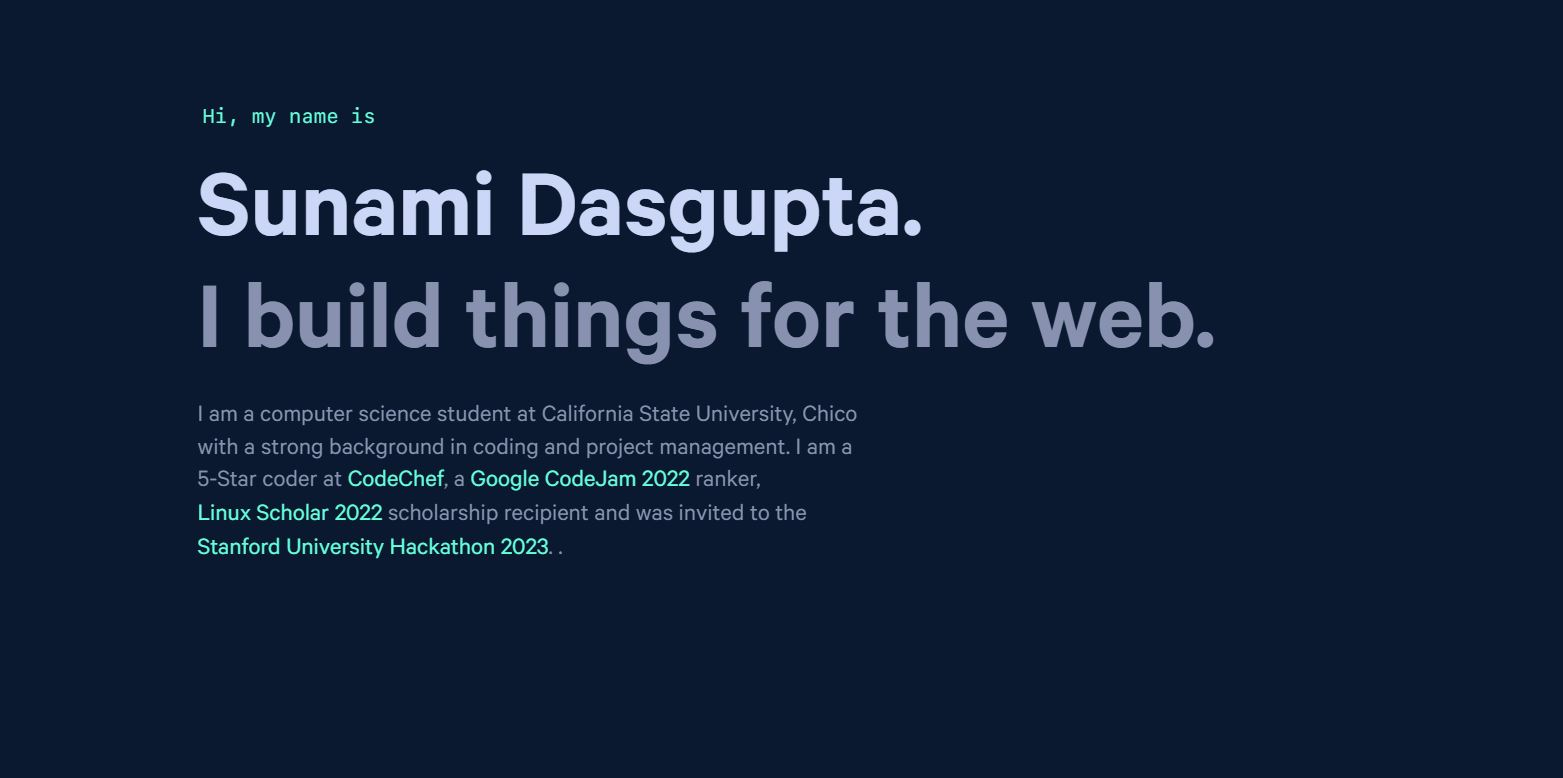 Hi, my name is
Sunami Dasgupta.
I build things for the web.
I am a computer science student at California State University, Chico
with a strong background in coding and project management. I am a
5-Star coder at CodeChef, a Google CodeJam 2022 ranker,
Linux Scholar 2022 scholarship recipient and was invited to the
Stanford University Hackathon 2023. .